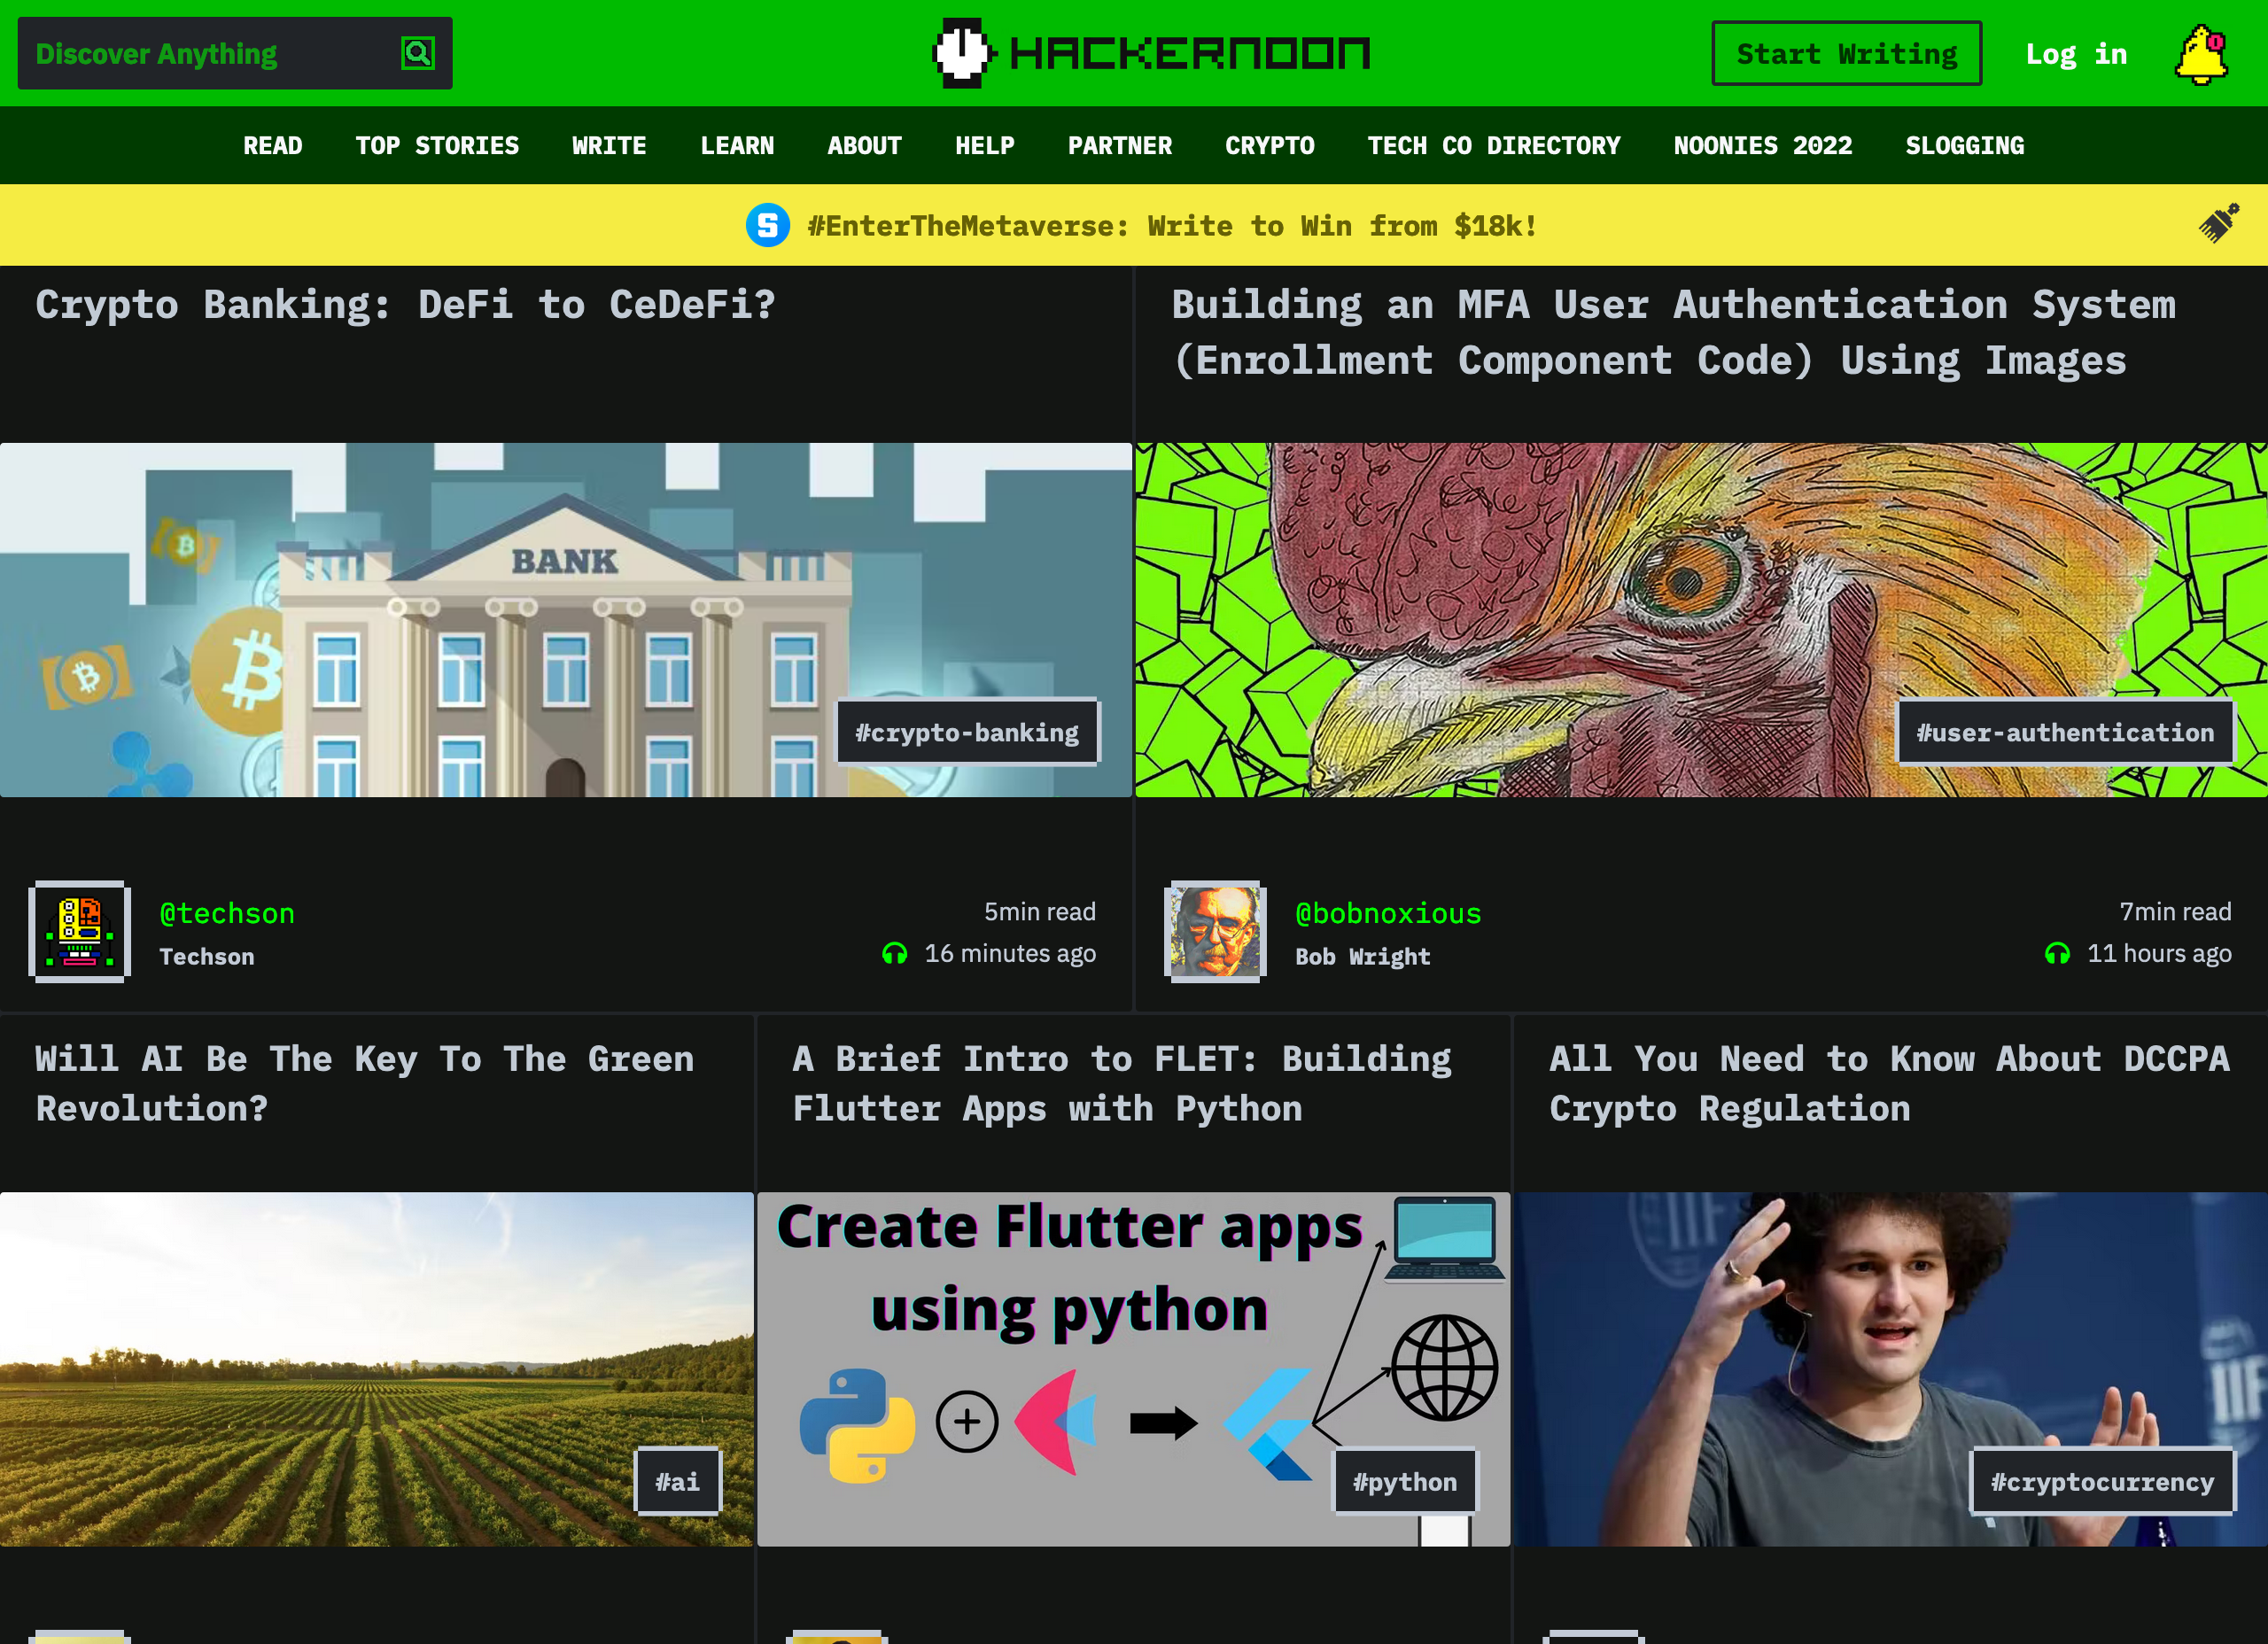 Discover Anything
HACKERNOON
Start Writing
Log in
READ
TOP STORIES
WRITE
LEARN
ABOUT
HELP
PARTNER
CRYPTO
TECH CO DIRECTORY
NOONIES 2022
SLOGGING
S #EnterTheMetaverse: Write to Win from $18k!
Crypto Banking: DeFi to CeDeFi?
BANK
#crypto-banking
@techson
Techson
5min read
16 minutes ago
Building an MFA User Authentication System
(Enrollment Component Code) Using Images
#user-authentication
@bobnoxious
Bob Wright
7min read
11 hours ago
Will AI Be The Key To The Green
Revolution?
#ai
A Brief Intro to FLET: Building
Flutter Apps with Python
Create Flutter apps
using python
#python
All You Need to Know About DCCPA
Crypto Regulation
IIF
IIF
#cryptocurrency